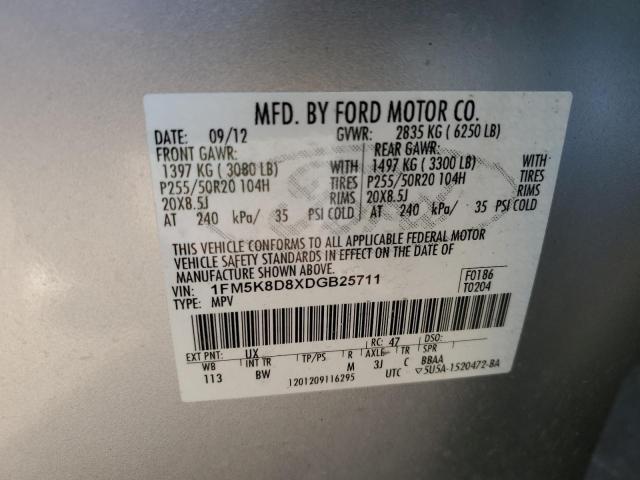 MFD. BY FORD MOTOR CO.
DATE: 09/12 GVWR: 2835 KG ( 6250 LB)
FRONT GAWR: REAR GAWR:
1397 KG ( 3080 LB) WITH 1497 KG ( 3300 LB) WITH
P255/50R20 104H TIRES P255/50R20 104H TIRES
20X8.5J RIMS 20X8.5J RIMS
AT 240 kPa/ 35 PSI COLD AT 240 kPa/ 35 PSI COLD
THIS VEHICLE CONFORMS TO ALL APPLICABLE FEDERAL MOTOR
VEHICLE SAFETY STANDARDS IN EFFECT ON THE DATE OF
MANUFACTURE SHOWN ABOVE.
VEHICLE IDENTIFICATION NO.:
VIN: 1FM5K8D8XDGB25711 F0186
TYPE: MPV T0204
EXT PNT: UX RC: 47 DSO:
WB INT TR TP/PS R AXLE TR SPR
113 BW M 3J C BBAA
1201209116295 UTC ▽5U5A-1520472-BA